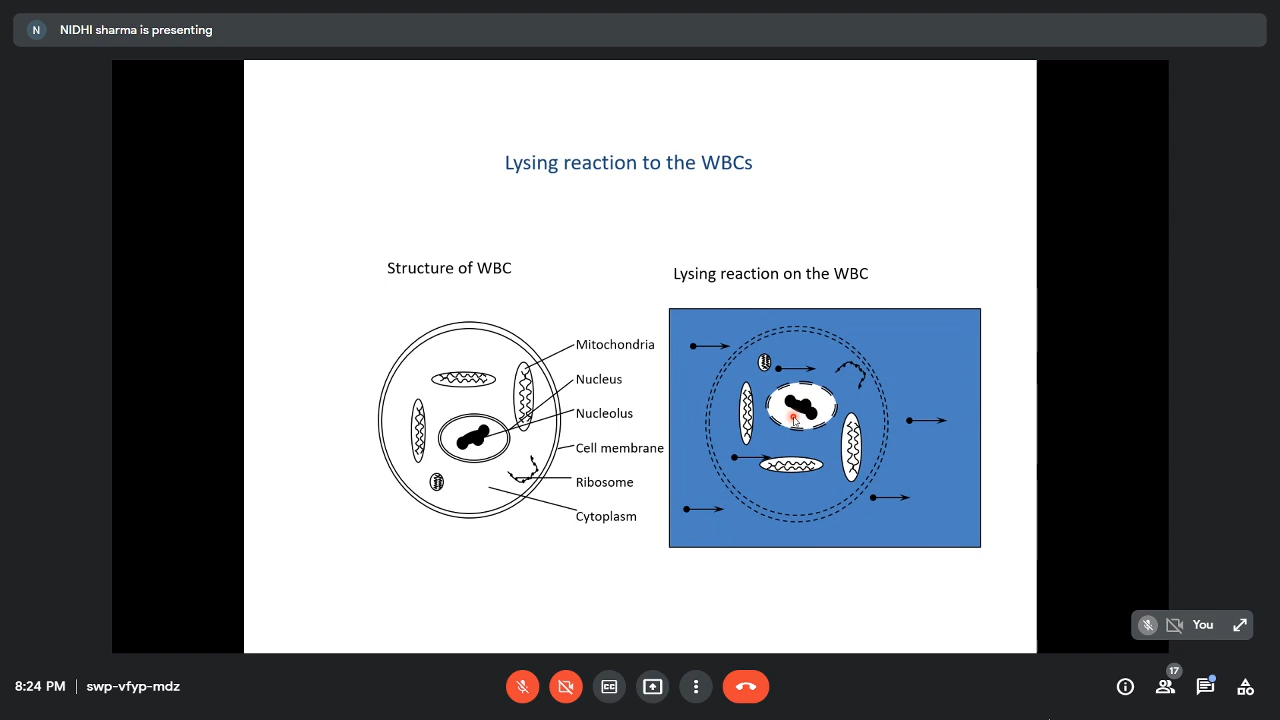 N
NIDHI sharma is presenting
Lysing reaction to the WBCs
Structure of WBC
Lysing reaction on the WBC
Mitochondria
Nucleus
Nucleolus
Cell membrane
Ribosome
Cytoplasm
You
8:24 PM
swp-vfyp-mdz
CC
17